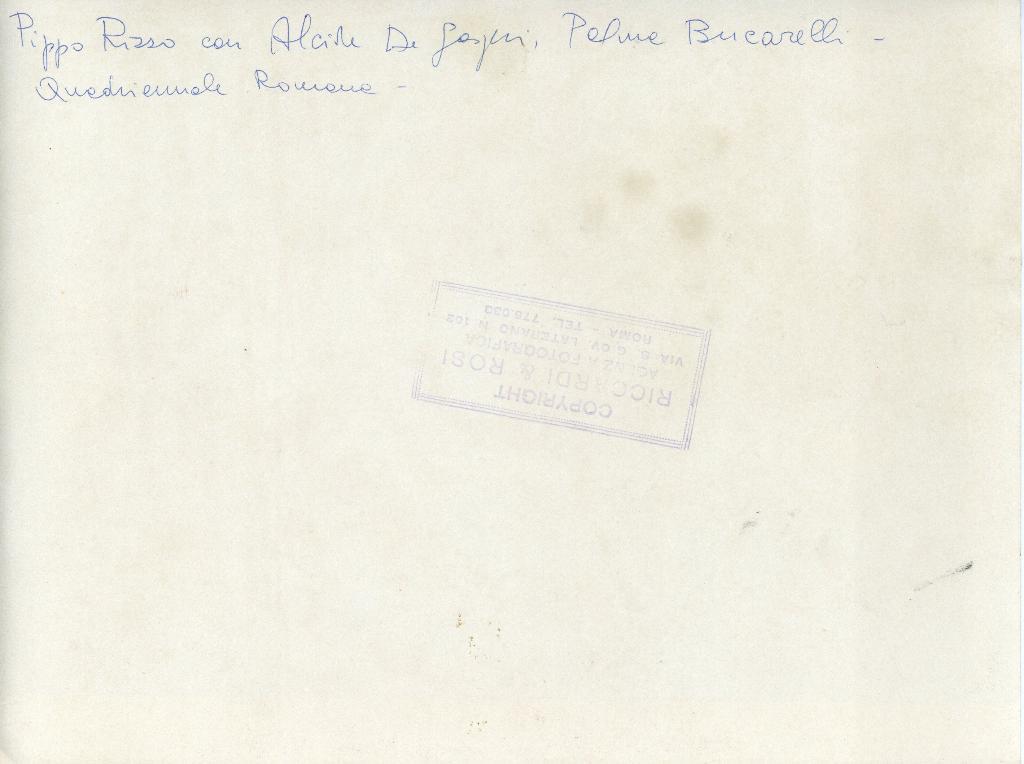 Pippo Rizzo con Alcide De Gasperi, Palma Bucarelli -
Quadriennale Romana -
COPYRIGHT
RICCARDI & ROSI
AGENZIA FOTOGRAFICA
VIA S. GIOV. LATERANO N. 102
ROMA - TEL. 778.030